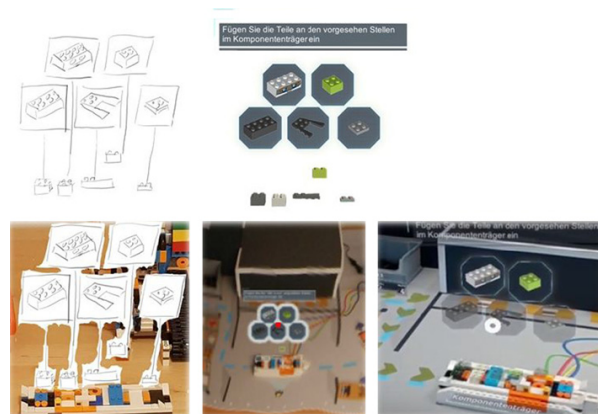 Fügen Sie die Teile an den vorgesehen Stellen
im Komponententräger ein
Fügen Sie die Teile an den vorgesehen Stellen
im Komponententräger ein
Komponententräger